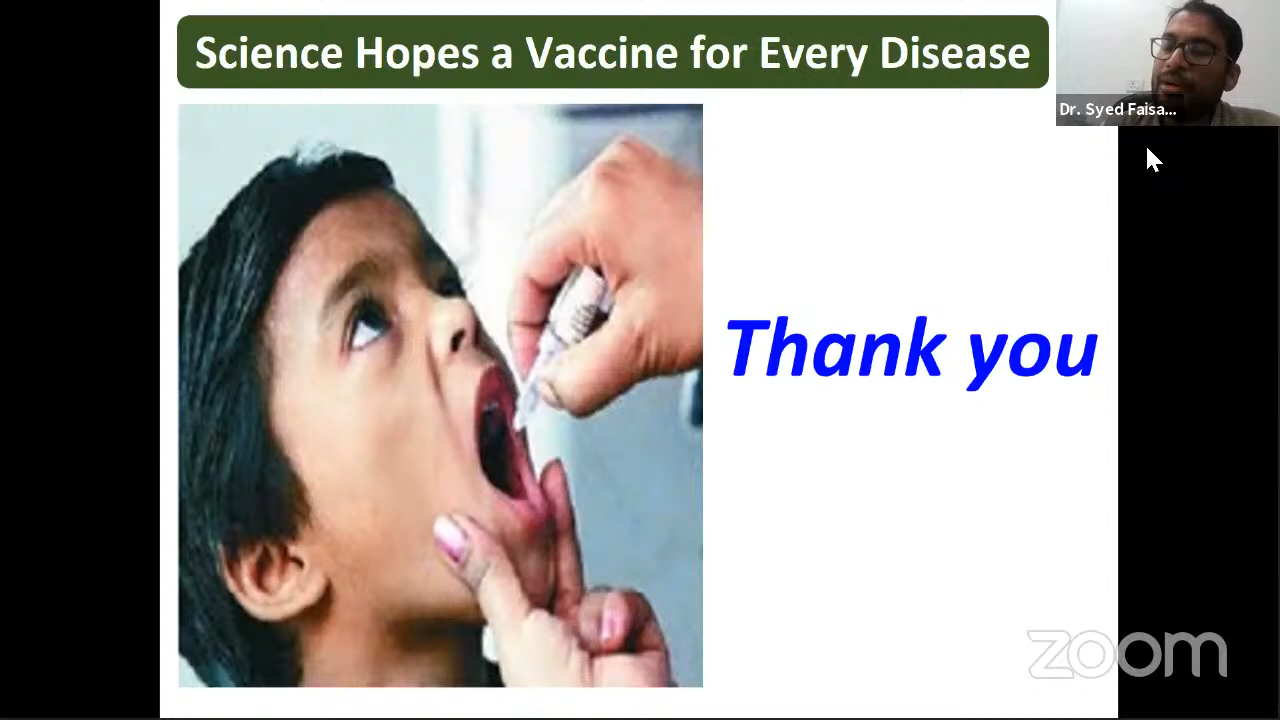 Science Hopes a Vaccine for Every Disease
Dr. Syed Faisa...
Thank you
zoom